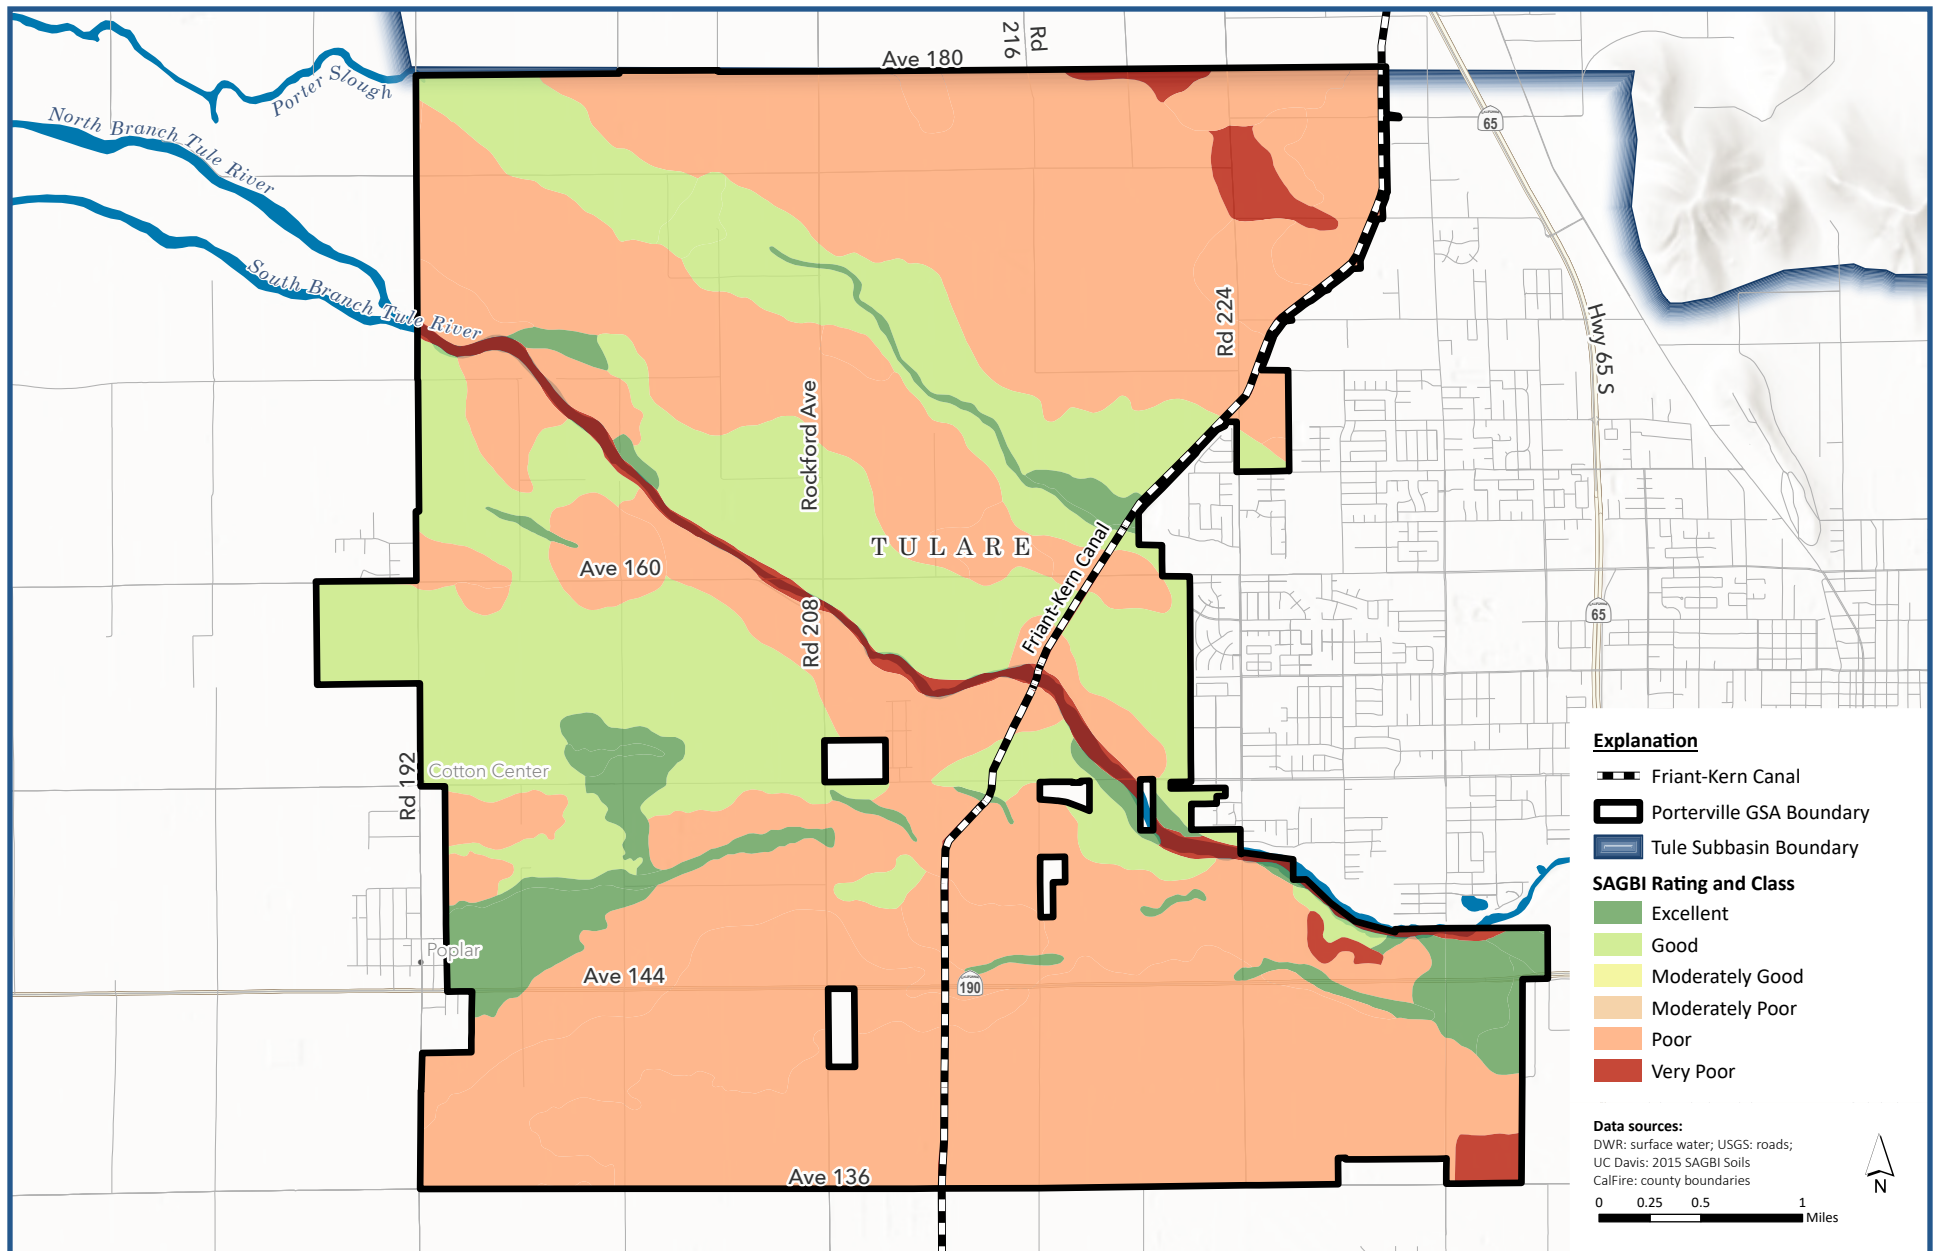 Ave 180
Rd
216
Porter Slough
North Branch Tule River
South Branch Tule River
CALIFORNIA
65
Hwy 65 S
Rd 224
Rockford Ave
TULARE
Friant-Kern Canal
Ave 160
Rd 208
CALIFORNIA
65
Rd 192
Cotton Center
Poplar
Ave 144
CALIFORNIA
190
Ave 136
Explanation
Friant-Kern Canal
Porterville GSA Boundary
Tule Subbasin Boundary
SAGBI Rating and Class
Excellent
Good
Moderately Good
Moderately Poor
Poor
Very Poor
Data sources:
DWR: surface water; USGS: roads;
UC Davis: 2015 SAGBI Soils
CalFire: county boundaries
N
0 0.25 0.5 1
Miles